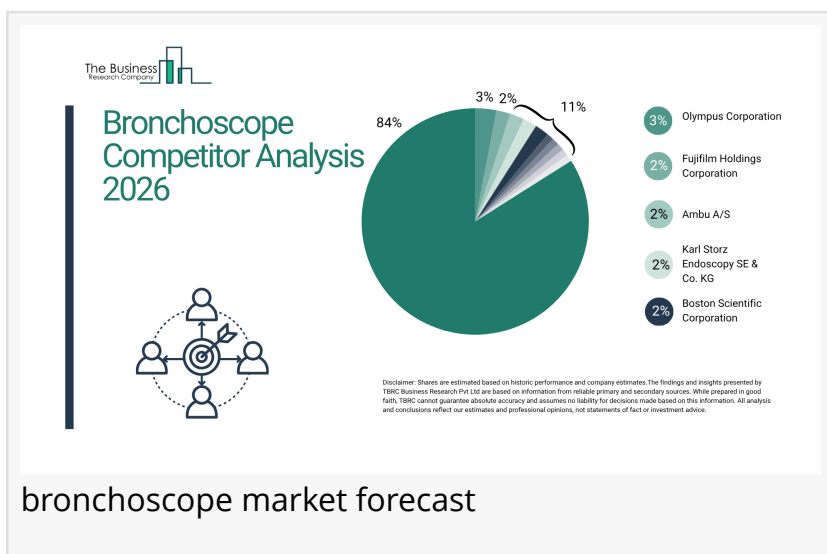 The Business
Research Company
Bronchoscope
Competitor Analysis
2026
84%
3%
2%
11%
3%
Olympus Corporation
2%
Fujifilm Holdings
Corporation
2%
Ambu A/S
2%
Karl Storz
Endoscopy SE &
Co. KG
2%
Boston Scientific
Corporation
Disclaimer: Shares are estimated based on historic performance and company estimates.The findings and insights presented by
TBRC Business Research Pvt Ltd are based on information from reliable primary and secondary sources. While prepared in good
faith, TBRC cannot guarantee absolute accuracy and assumes no liability for decisions made based on this information. All analysis
and conclusions reflect our estimates and professional opinions, not statements of fact or investment advice.
bronchoscope market forecast